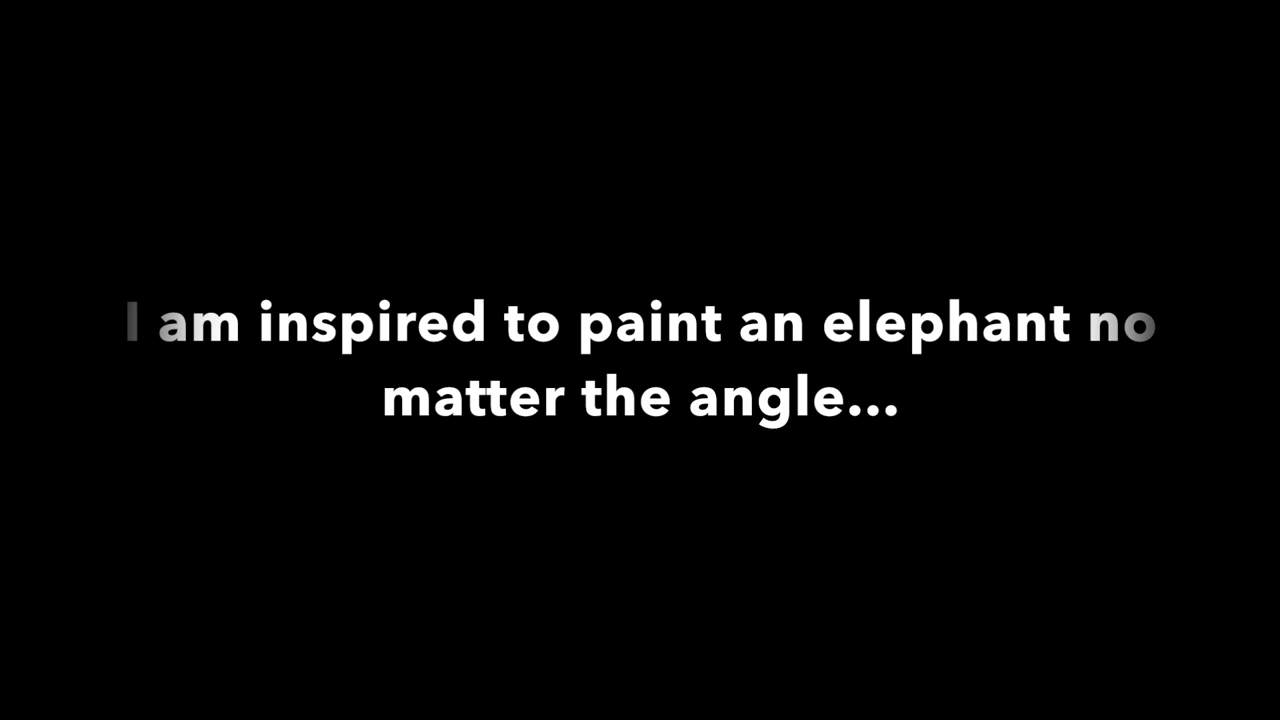 I am inspired to paint an elephant no
matter the angle...